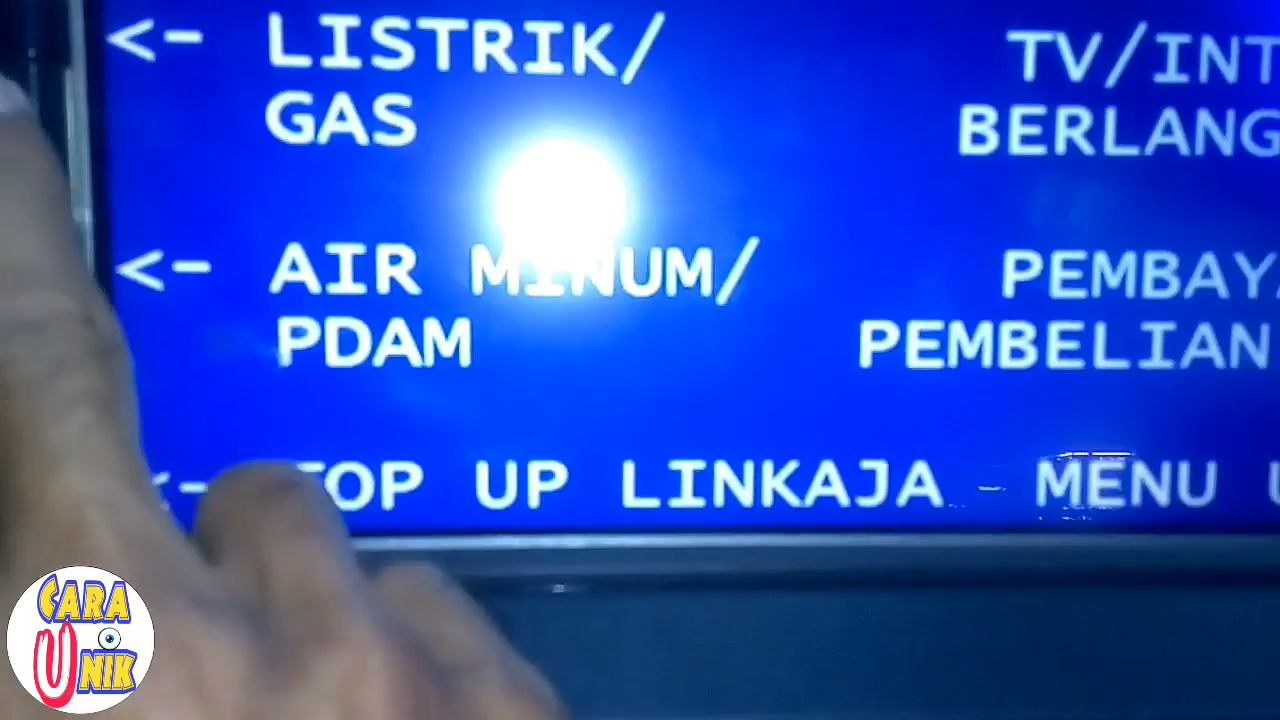 <- LISTRIK/
GAS
TV/INT
BERLANG
<- AIR MINUM/
PDAM
PEMBAYA
PEMBELIAN
<- TOP UP LINKAJA
MENU U
CARA
UNIK